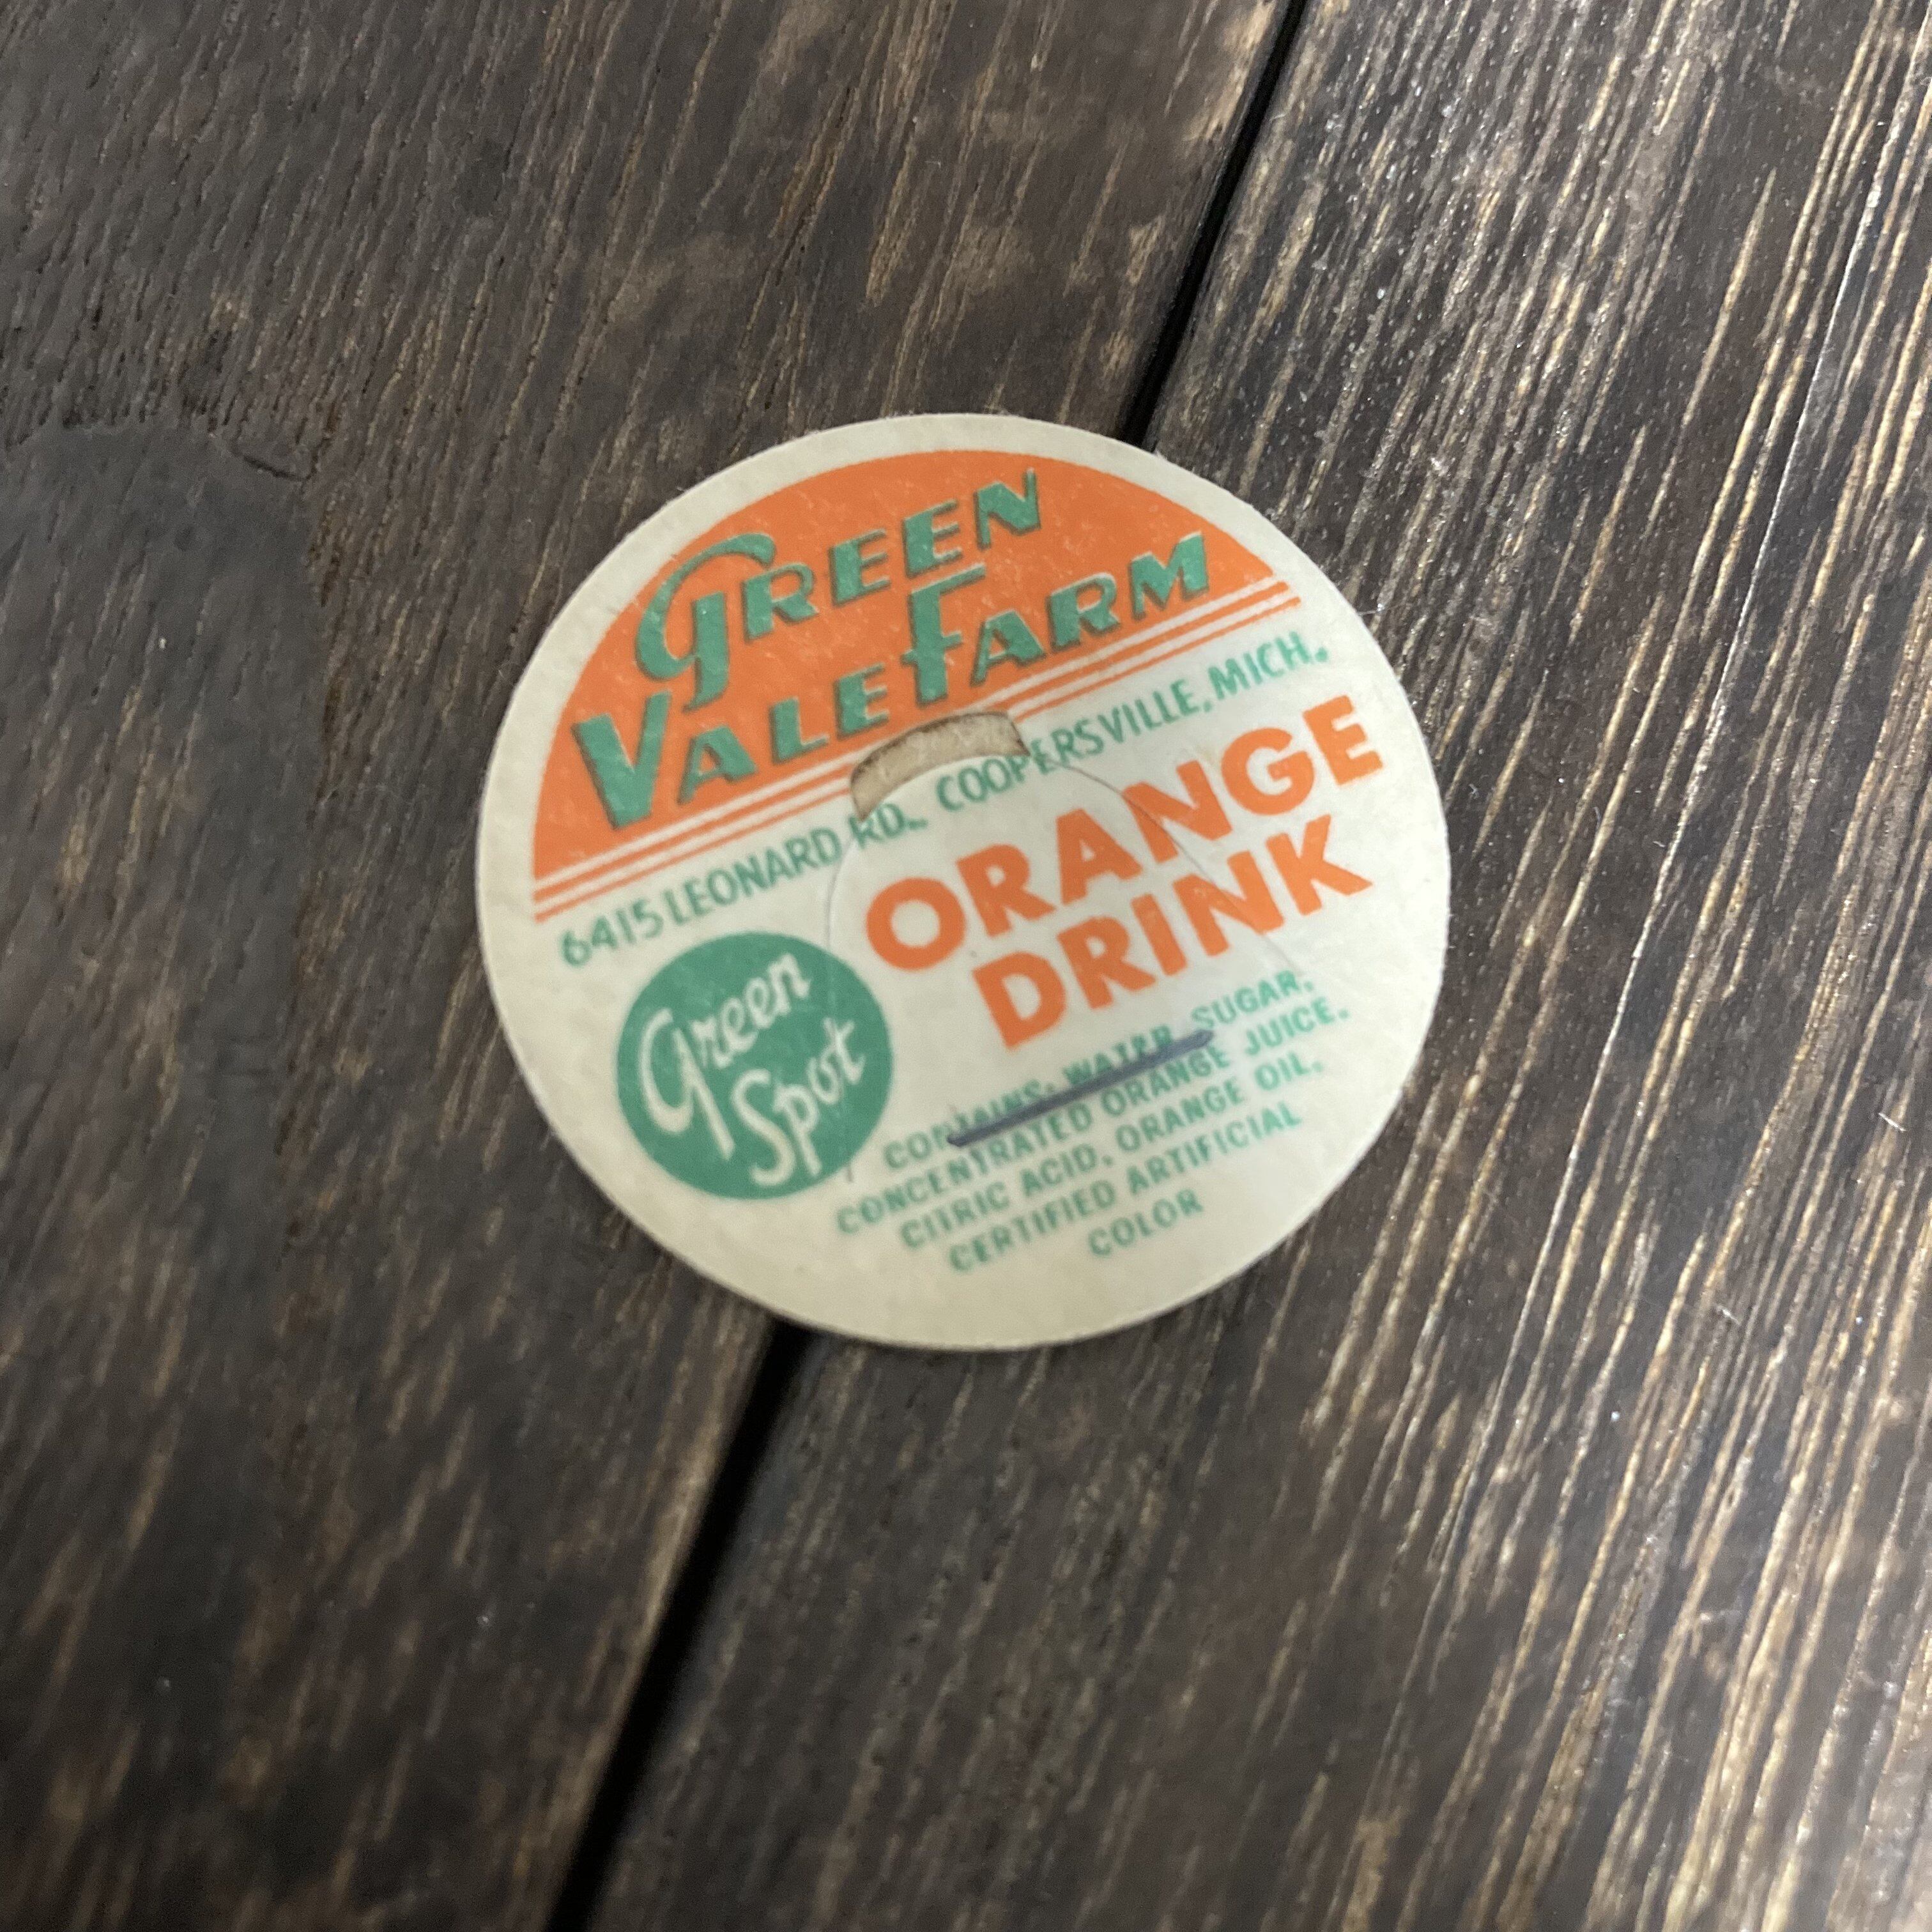 GREEN
VALE FARM
6415 LEONARD RD. COOPERSVILLE, MICH.
ORANGE
DRINK
Green
Spot
CONTAINS: WATER, SUGAR,
CONCENTRATED ORANGE JUICE.
CITRIC ACID, ORANGE OIL,
CERTIFIED ARTIFICIAL
COLOR